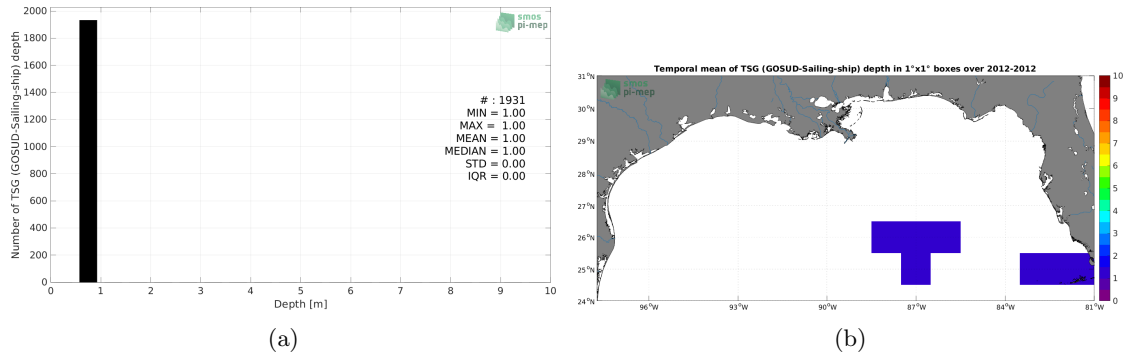 smos
pi-mep
2000
1800
1600
1400
1200
1000
800
600
400
200
0
Number of TSG (GOSUD-Sailing-ship) depth
# : 1931
MIN = 1.00
MAX = 1.00
MEAN = 1.00
MEDIAN = 1.00
STD = 0.00
IQR = 0.00
0 1 2 3 4 5 6 7 8 9 10
Depth [m]
(a)
Temporal mean of TSG (GOSUD-Sailing-ship) depth in 1°x1° boxes over 2012-2012
smos
pi-mep
31°N
30°N
29°N
28°N
27°N
26°N
25°N
24°N
96°W 93°W 90°W 87°W 84°W 81°W
10
9
8
7
6
5
4
3
2
1
0
(b)